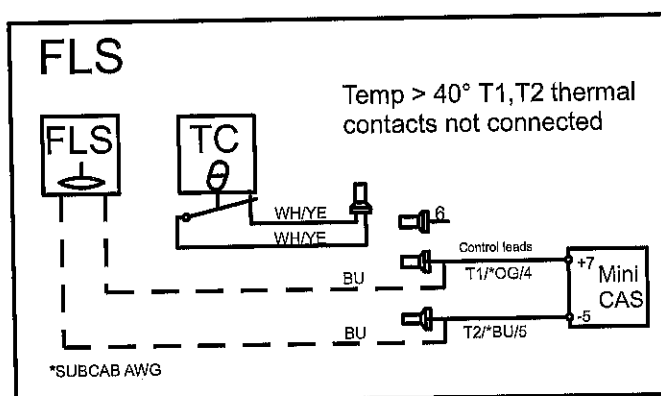 FLS
Temp > 40° T1,T2 thermal
contacts not connected
FLS
TC
WH/YE
WH/YE
6
Control leads
BU
T1/*OG/4
+7
Mini
CAS
BU
T2/*BU/5
-5
*SUBCAB AWG